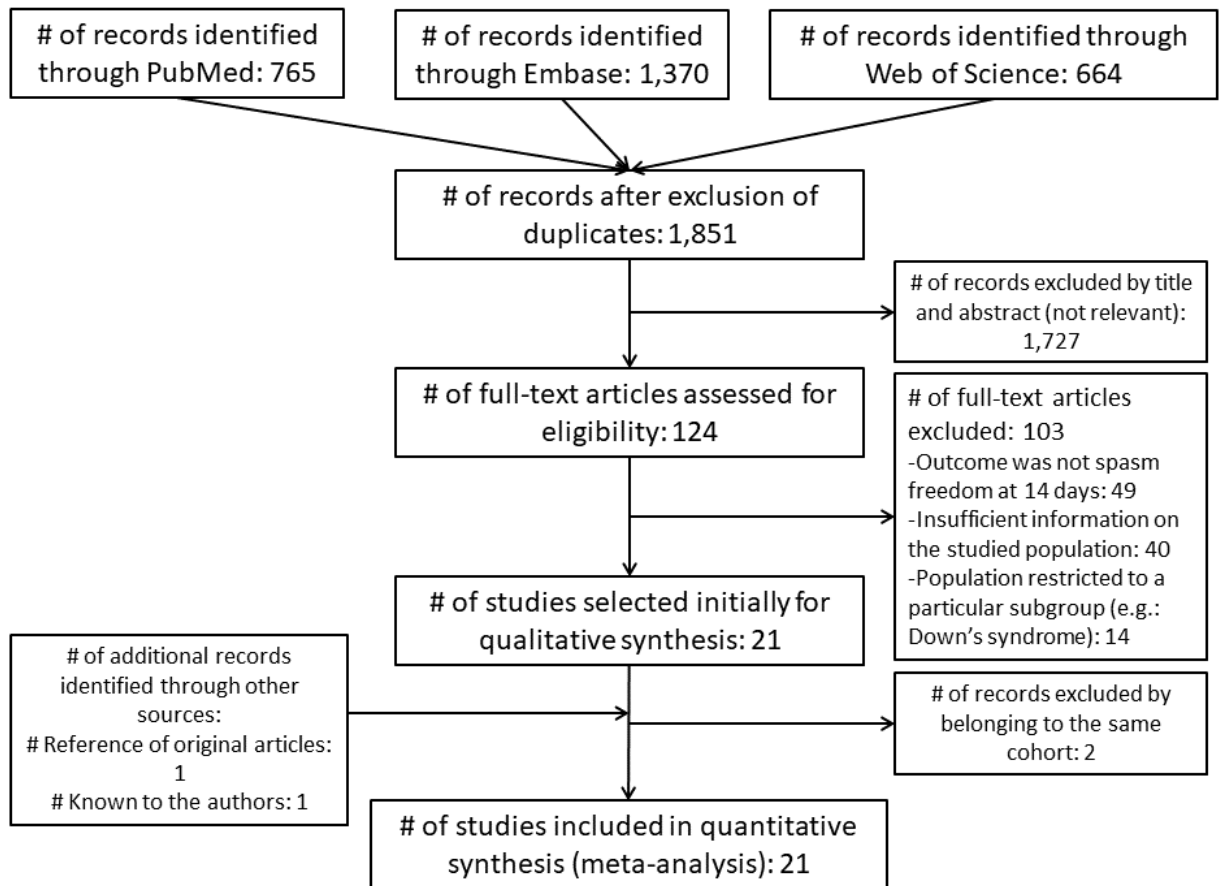 # of records identified
through PubMed: 765
# of records identified
through Embase: 1,370
# of records identified through
Web of Science: 664
# of records after exclusion of
duplicates: 1,851
# of records excluded by title
and abstract (not relevant):
1,727
# of full-text articles assessed for
eligibility: 124
# of full-text articles
excluded: 103
-Outcome was not spasm
freedom at 14 days: 49
-Insufficient information on
the studied population: 40
-Population restricted to a
particular subgroup (e.g.:
Down's syndrome): 14
# of studies selected initially for
qualitative synthesis: 21
# of additional records
identified through other
sources:
# Reference of original articles:
1
# Known to the authors: 1
# of records excluded by
belonging to the same
cohort: 2
# of studies included in quantitative
synthesis (meta-analysis): 21